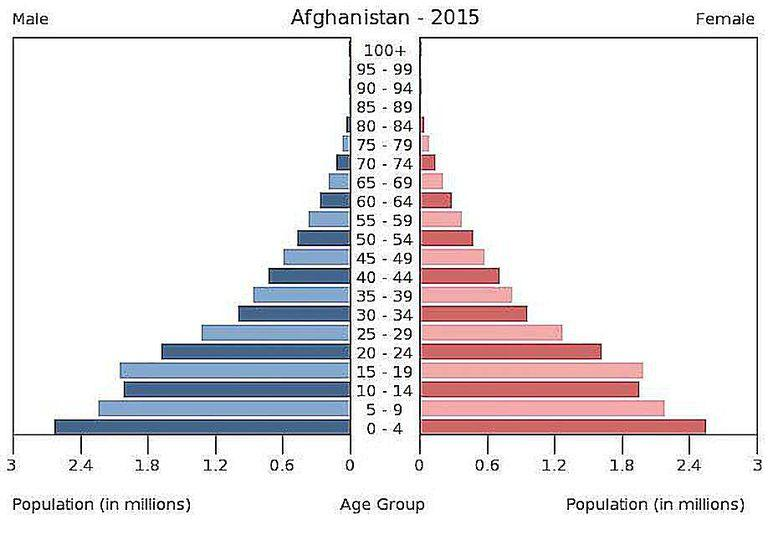 Male Afghanistan - 2015 Female
100+
95 - 99
90 - 94
85 - 89
80 - 84
75 - 79
70 - 74
65 - 69
60 - 64
55 - 59
50 - 54
45 - 49
40 - 44
35 - 39
30 - 34
25 - 29
20 - 24
15 - 19
10 - 14
5 - 9
0 - 4
3 2.4 1.8 1.2 0.6 0 0 0.6 1.2 1.8 2.4 3
Population (in millions) Age Group Population (in millions)